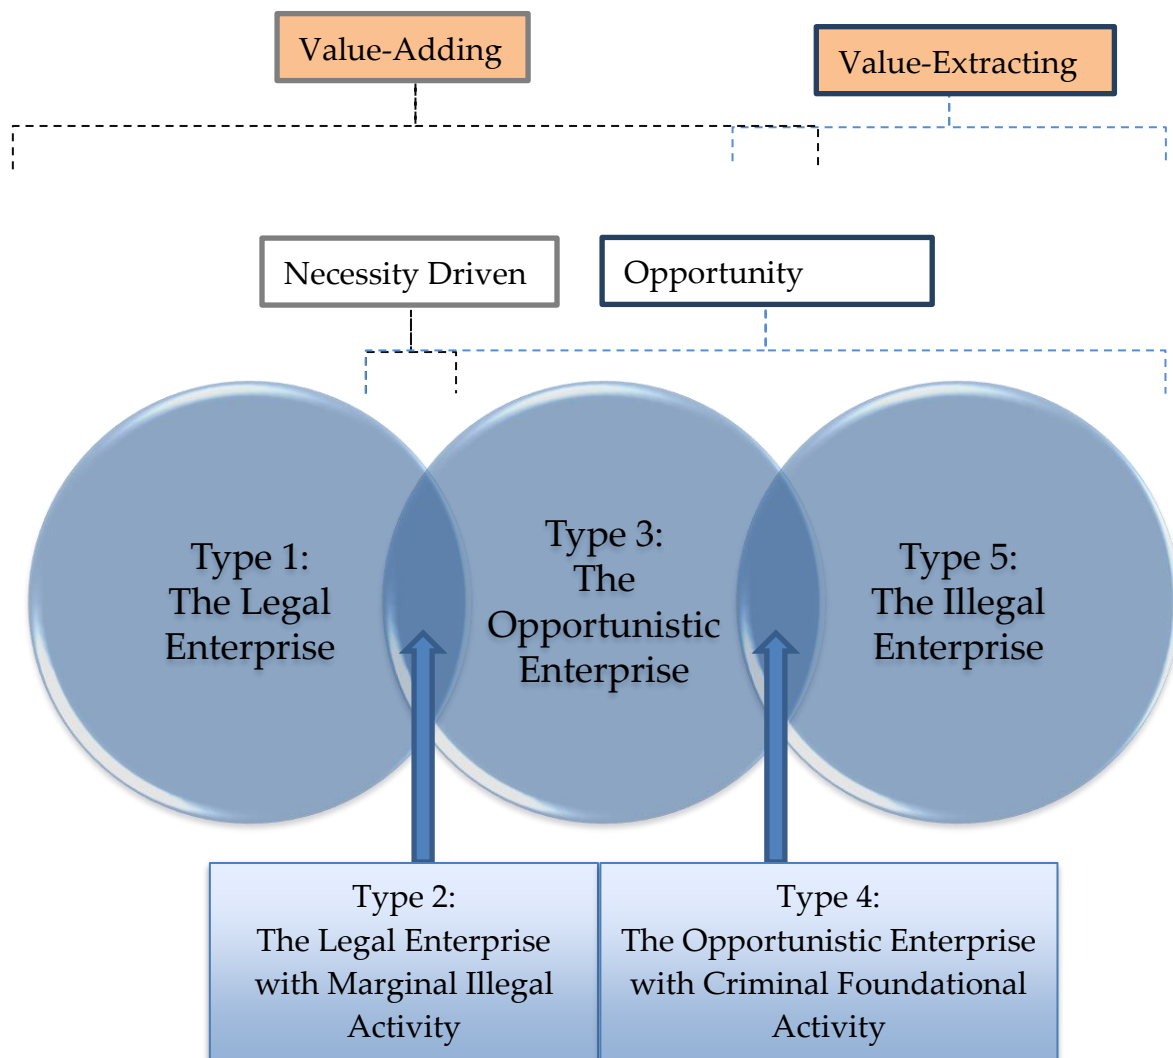 Value-Adding
Value-Extracting
Necessity Driven
Opportunity
Type 1:
The Legal
Enterprise
Type 3:
The
Opportunistic
Enterprise
Type 5:
The Illegal
Enterprise
Type 2:
The Legal Enterprise
with Marginal Illegal
Activity
Type 4:
The Opportunistic Enterprise
with Criminal Foundational
Activity